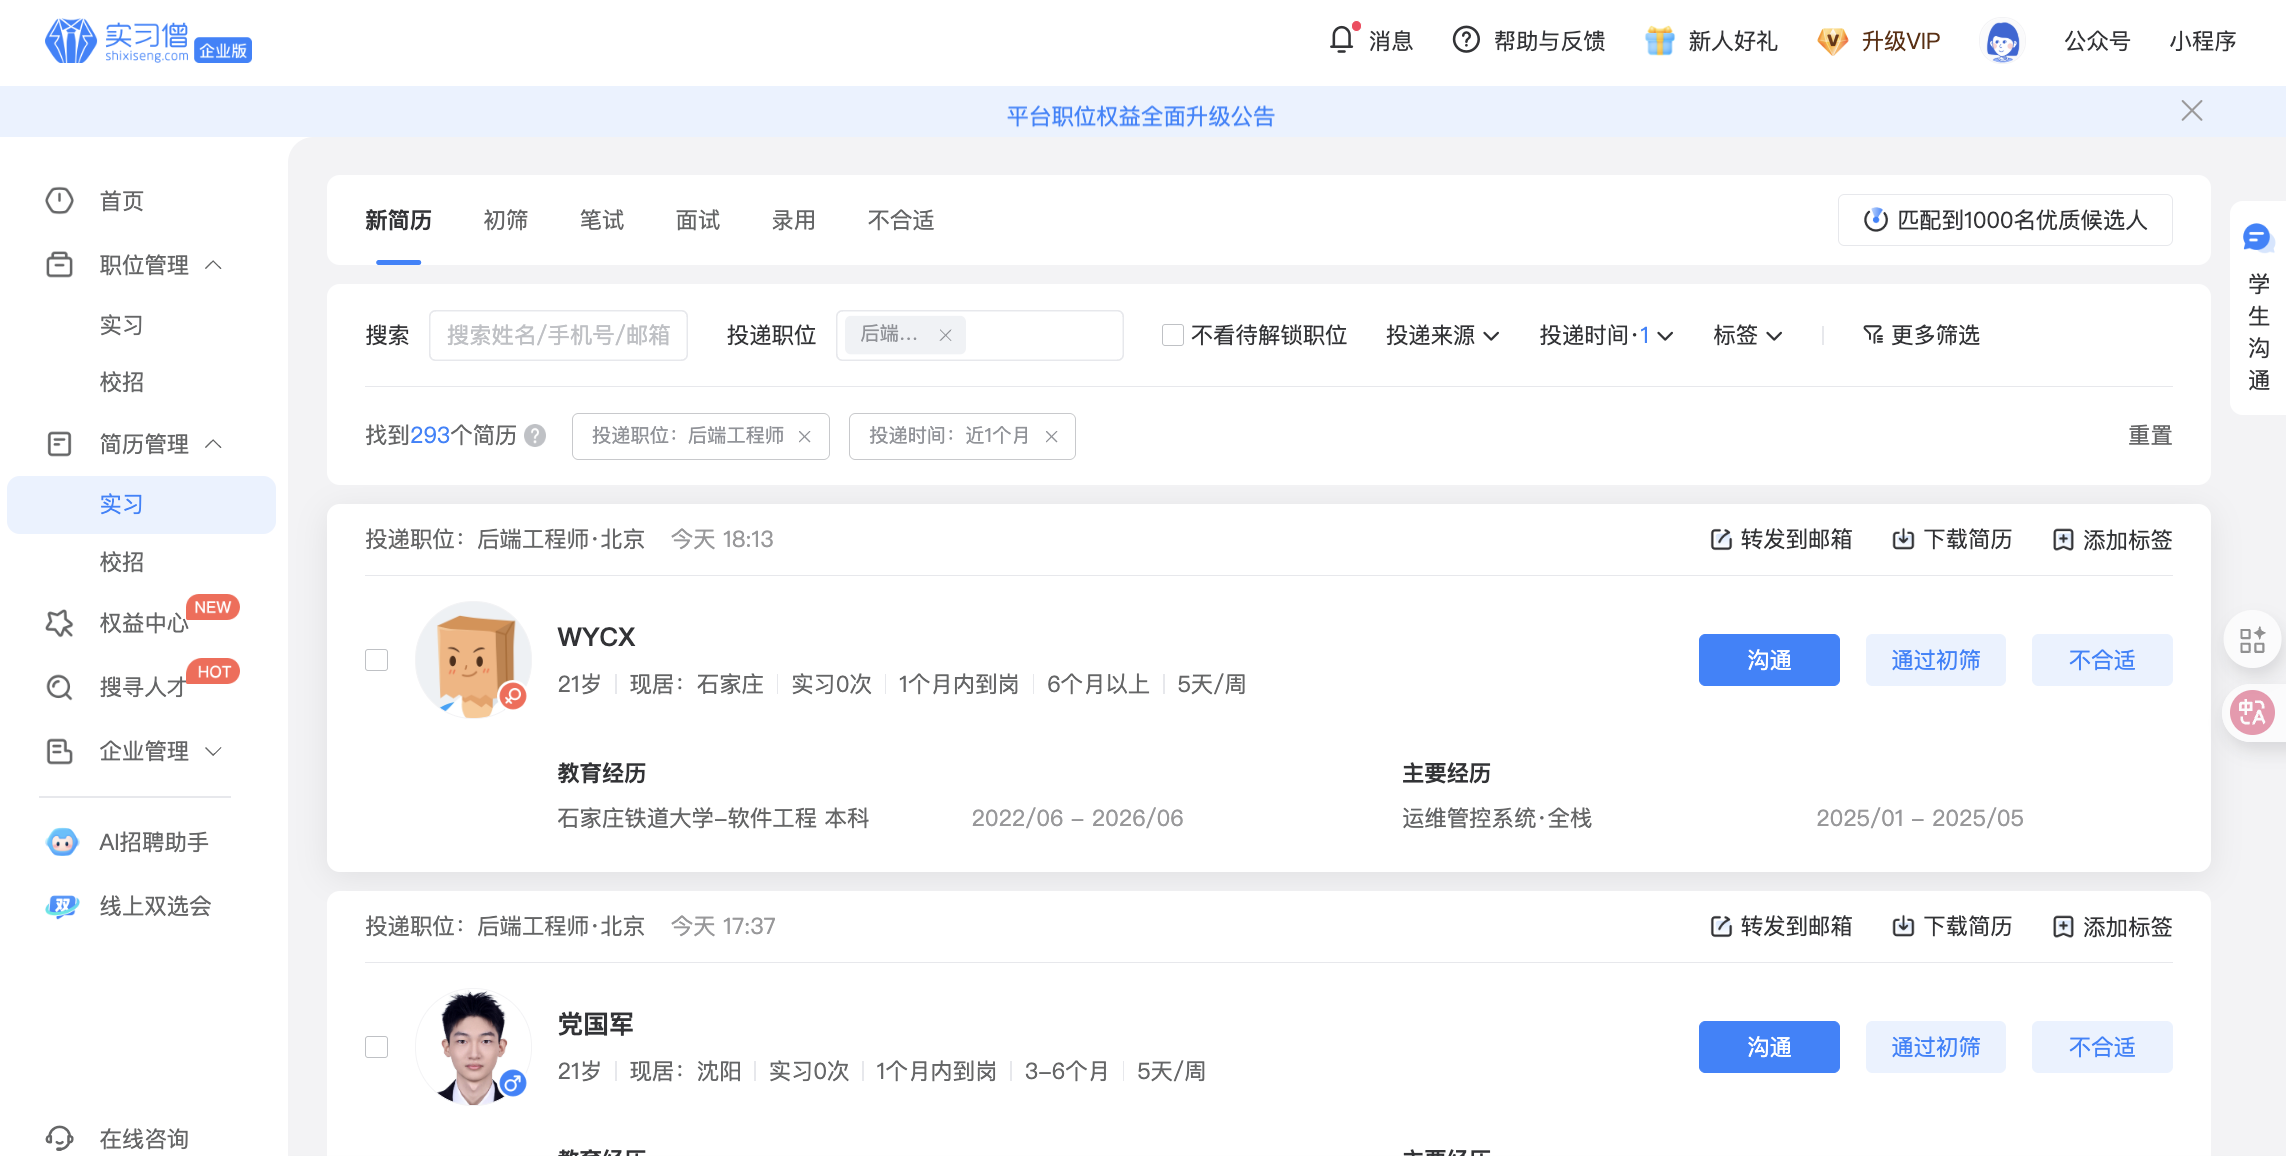 实习僧
shixiseng.com 企业版
消息
帮助与反馈
新人好礼
升级VIP
公众号
小程序
平台职位权益全面升级公告
首页
职位管理
实习
校招
简历管理
实习
校招
权益中心 NEW
搜寻人才 HOT
企业管理
AI招聘助手
双 线上双选会
在线咨询
新简历 初筛 笔试 面试 录用 不合适
匹配到1000名优质候选人
搜索 搜索姓名/手机号/邮箱 投递职位 后端... 不看待解锁职位 投递来源 投递时间·1 标签 更多筛选
找到293个简历 投递职位：后端工程师 投递时间：近1个月 重置
投递职位：后端工程师·北京 今天 18:13 转发到邮箱 下载简历 添加标签
WYCX
21岁 现居：石家庄 实习0次 1个月内到岗 6个月以上 5天/周
沟通 通过初筛 不合适
教育经历 主要经历
石家庄铁道大学–软件工程 本科 2022/06 – 2026/06 运维管控系统·全栈 2025/01 – 2025/05
投递职位：后端工程师·北京 今天 17:37 转发到邮箱 下载简历 添加标签
党国军
21岁 现居：沈阳 实习0次 1个月内到岗 3–6个月 5天/周
沟通 通过初筛 不合适
教育经历 主要经历
学生沟通
中A